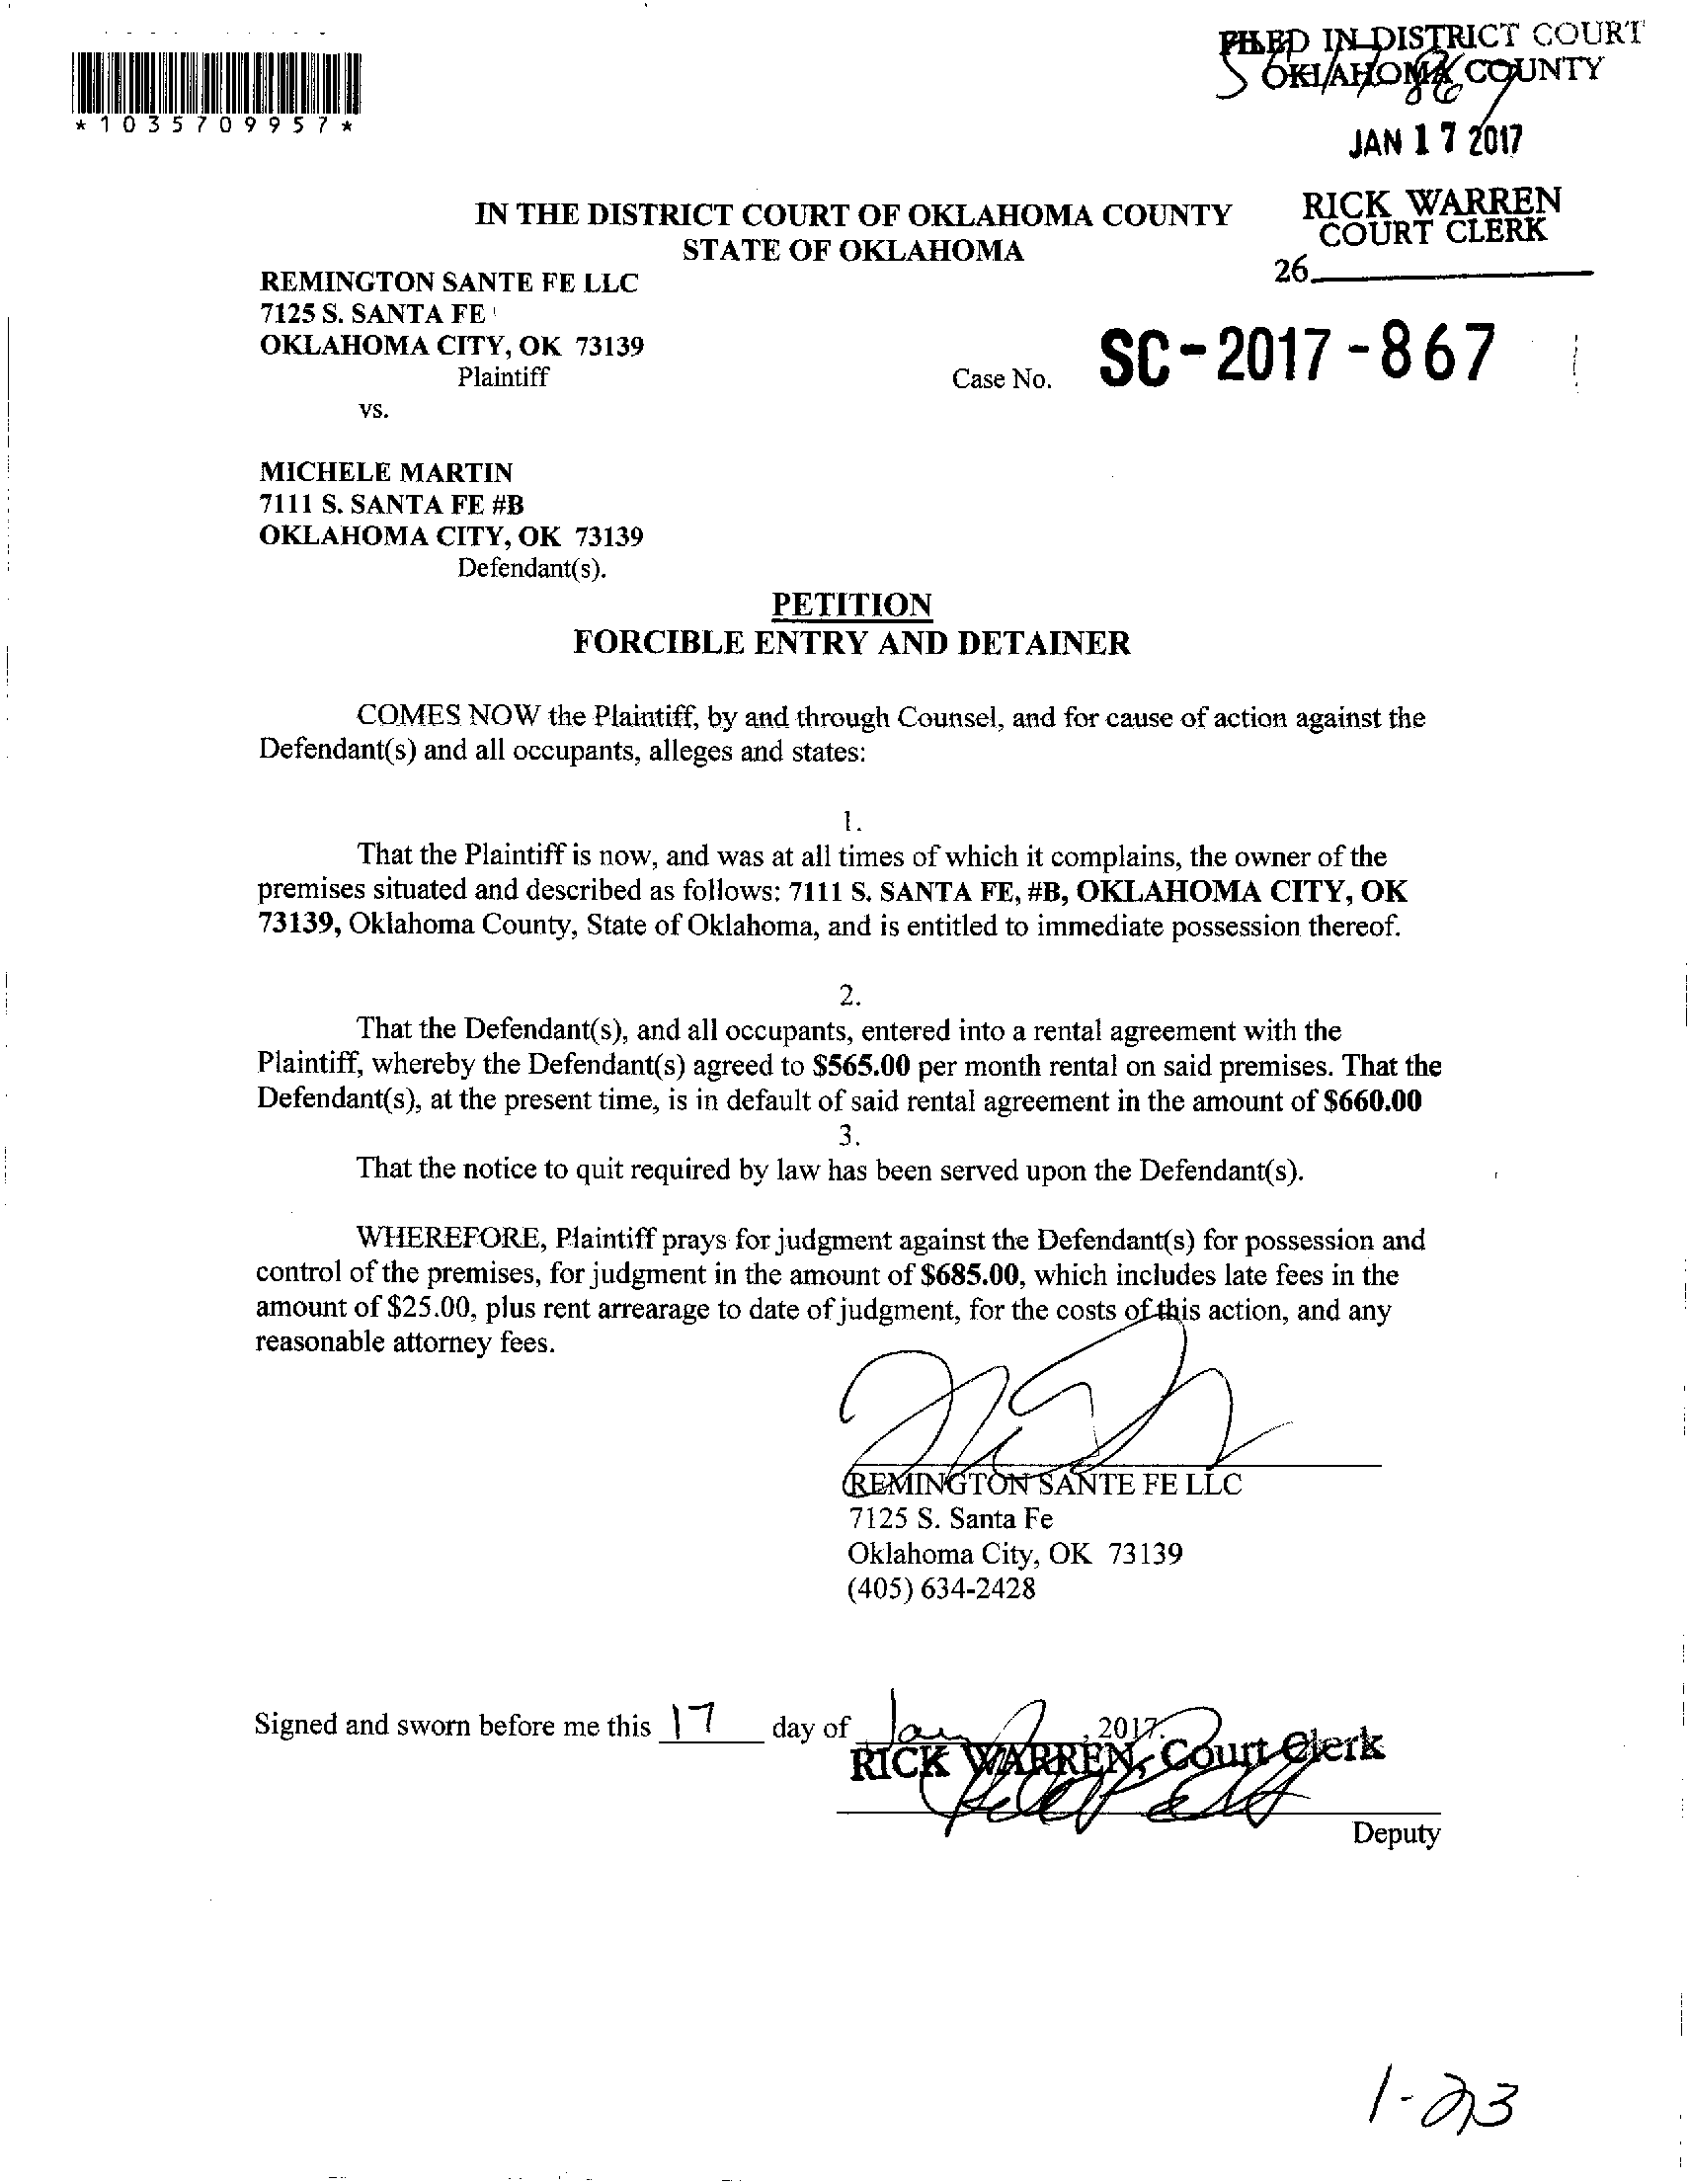 FILED IN DISTRICT COURT
OKLAHOMA COUNTY
*1035709957*
JAN 17 2017
RICK WARREN
COURT CLERK
26
IN THE DISTRICT COURT OF OKLAHOMA COUNTY
STATE OF OKLAHOMA
REMINGTON SANTE FE LLC
7125 S. SANTA FE
OKLAHOMA CITY, OK 73139
Plaintiff
Case No. SC-2017-867
vs.
MICHELE MARTIN
7111 S. SANTA FE #B
OKLAHOMA CITY, OK 73139
Defendant(s).
PETITION
FORCIBLE ENTRY AND DETAINER
COMES NOW the Plaintiff, by and through Counsel, and for cause of action against the
Defendant(s) and all occupants, alleges and states:
1.
That the Plaintiff is now, and was at all times of which it complains, the owner of the
premises situated and described as follows: 7111 S. SANTA FE, #B, OKLAHOMA CITY, OK
73139, Oklahoma County, State of Oklahoma, and is entitled to immediate possession thereof.
2.
That the Defendant(s), and all occupants, entered into a rental agreement with the
Plaintiff, whereby the Defendant(s) agreed to $565.00 per month rental on said premises. That the
Defendant(s), at the present time, is in default of said rental agreement in the amount of $660.00
3.
That the notice to quit required by law has been served upon the Defendant(s).
WHEREFORE, Plaintiff prays for judgment against the Defendant(s) for possession and
control of the premises, for judgment in the amount of $685.00, which includes late fees in the
amount of $25.00, plus rent arrearage to date of judgment, for the costs of this action, and any
reasonable attorney fees.
REMINGTON SANTE FE LLC
7125 S. Santa Fe
Oklahoma City, OK 73139
(405) 634-2428
Signed and sworn before me this 17 day of Jan, 2017.
RICK WARREN, Court Clerk
Deputy
1-23